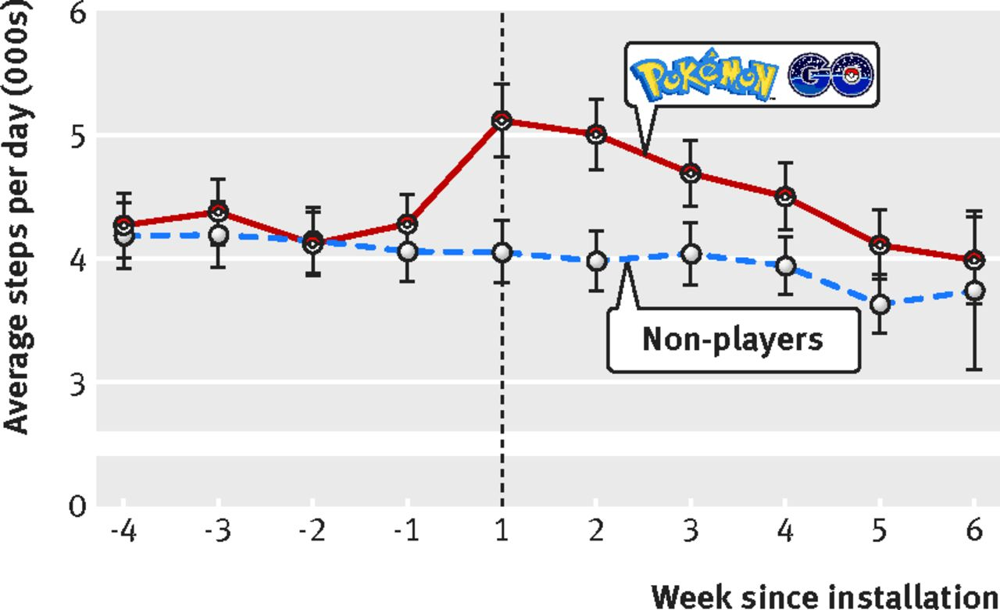 Average steps per day (000s)
6
5
4
3
0
POKéMON™ GO
Non-players
-4 -3 -2 -1 1 2 3 4 5 6
Week since installation